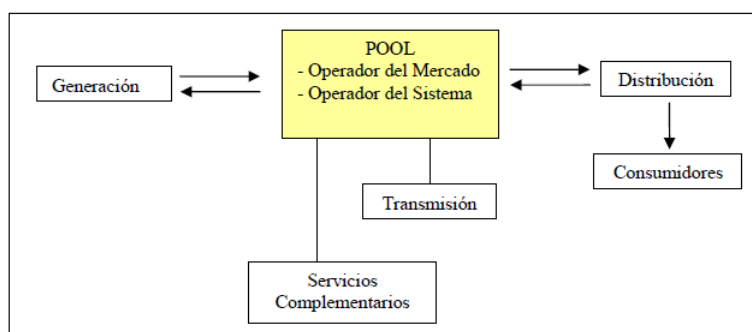 POOL
- Operador del Mercado
- Operador del Sistema
Generación
Distribución
Consumidores
Transmisión
Servicios
Complementarios